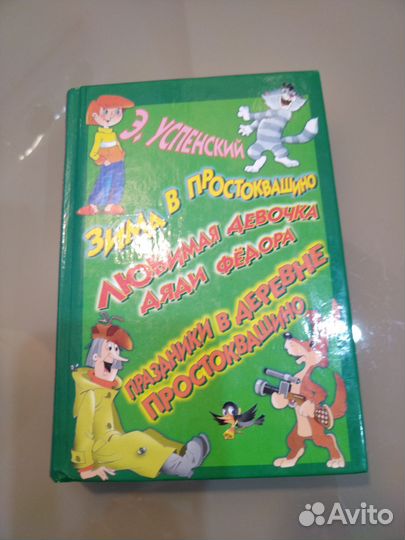 Э. УСПЕНСКИЙ
ЗИМА В ПРОСТОКВАШИНО
ЛЮБИМАЯ ДЕВОЧКА
ДЯДИ ФЁДОРА
ПРАЗДНИКИ В ДЕРЕВНЕ
ПРОСТОКВАШИНО
Avito